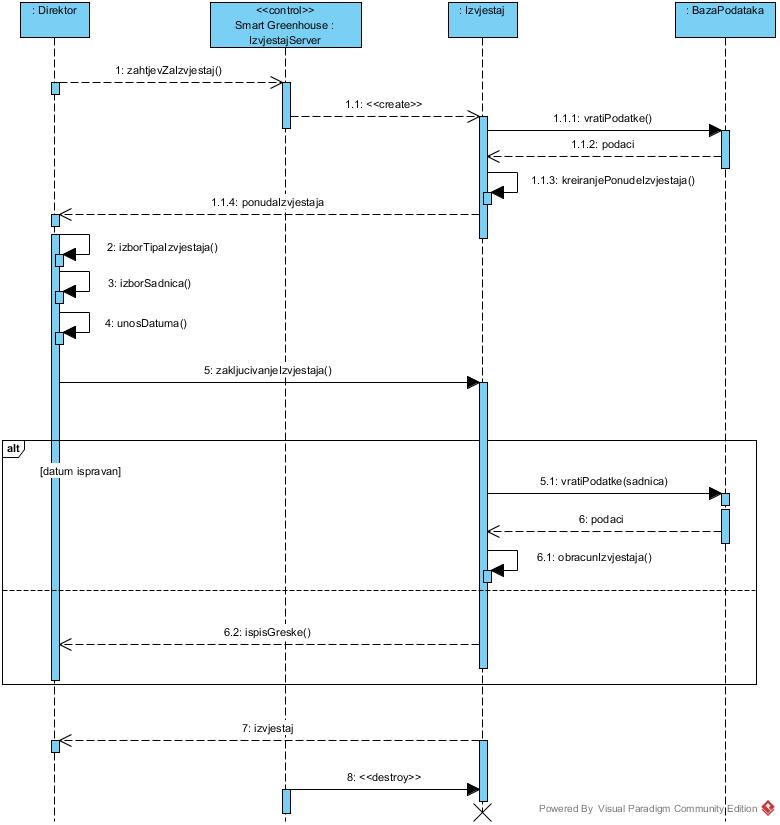 : Direktor
<<control>>
Smart Greenhouse :
IzvjestajServer
: Izvjestaj
: BazaPodataka
1: zahtjevZaIzvjestaj()
1.1: <<create>>
1.1.1: vratiPodatke()
1.1.2: podaci
1.1.3: kreiranjePonudeIzvjestaja()
1.1.4: ponudaIzvjestaja
2: izborTipaIzvjestaja()
3: izborSadnica()
4: unosDatuma()
5: zakljucivanjeIzvjestaja()
alt
[datum ispravan]
5.1: vratiPodatke(sadnica)
6: podaci
6.1: obracunIzvjestaja()
6.2: ispisGreske()
7: izvjestaj
8: <<destroy>>
Powered By Visual Paradigm Community Edition